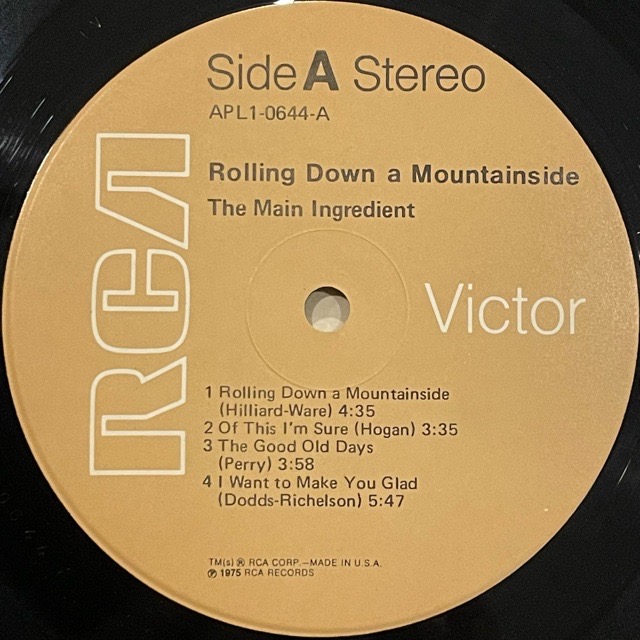 Side A Stereo
APL1-0644-A
Rolling Down a Mountainside
The Main Ingredient
RCA
Victor
1 Rolling Down a Mountainside
(Hilliard-Ware) 4:35
2 Of This I'm Sure (Hogan) 3:35
3 The Good Old Days
(Perry) 3:58
4 I Want to Make You Glad
(Dodds-Richelson) 5:47
TM(s) ® RCA CORP.—MADE IN U.S.A.
℗ 1975 RCA RECORDS